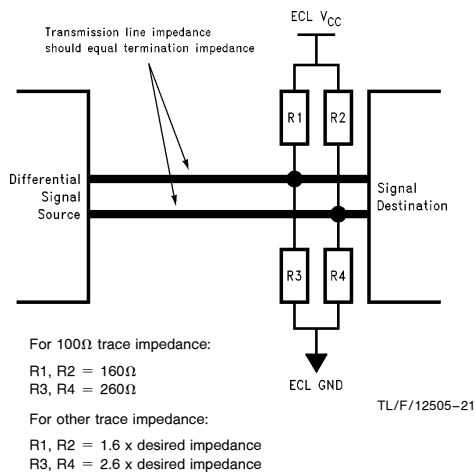 ECL VCC
Transmission line impedance
should equal termination impedance
R1
R2
Differential
Signal
Source
Signal
Destination
R3
R4
For 100Ω trace impedance:
R1, R2 = 160Ω
R3, R4 = 260Ω
ECL GND
TL/F/12505–21
For other trace impedance:
R1, R2 = 1.6 x desired impedance
R3, R4 = 2.6 x desired impedance